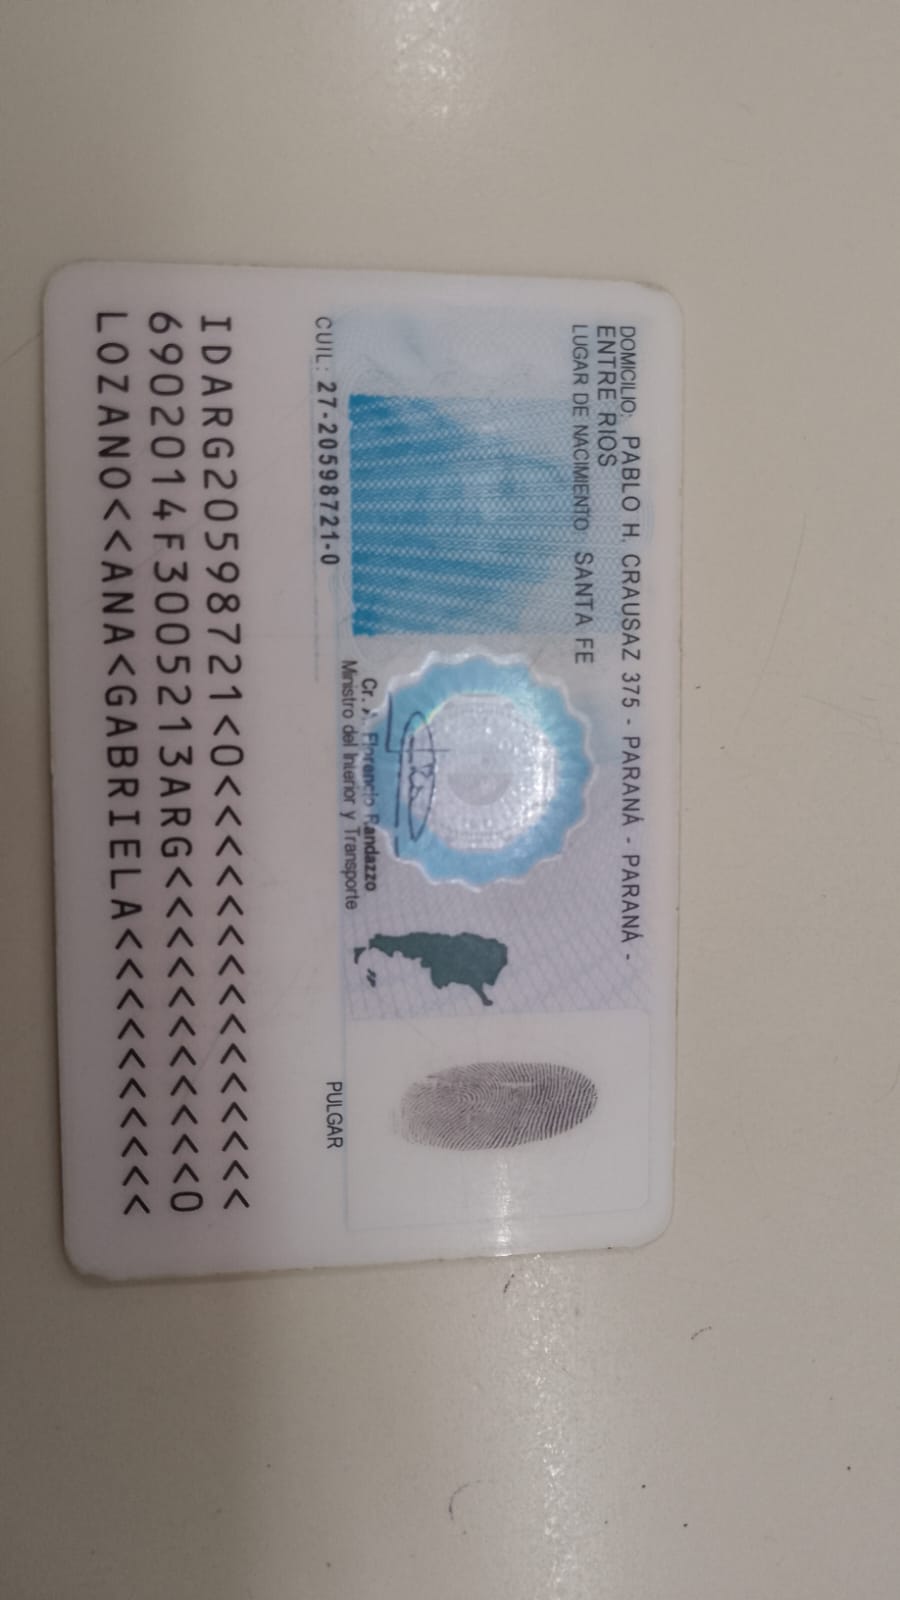 DOMICILIO: PABLO H. CRAUSAZ 375 - PARANÁ - PARANÁ -
ENTRE RIOS
LUGAR DE NACIMIENTO: SANTA FE
Cr. A. Florencio Randazzo
Ministro del Interior y Transporte
CUIL: 27-20598721-0
PULGAR
IDARG20598721<0<<<<<<<<<<<<<<<
6902014F3005213ARG<<<<<<<<<<<0
LOZANO<<ANA<GABRIELA<<<<<<<<<<